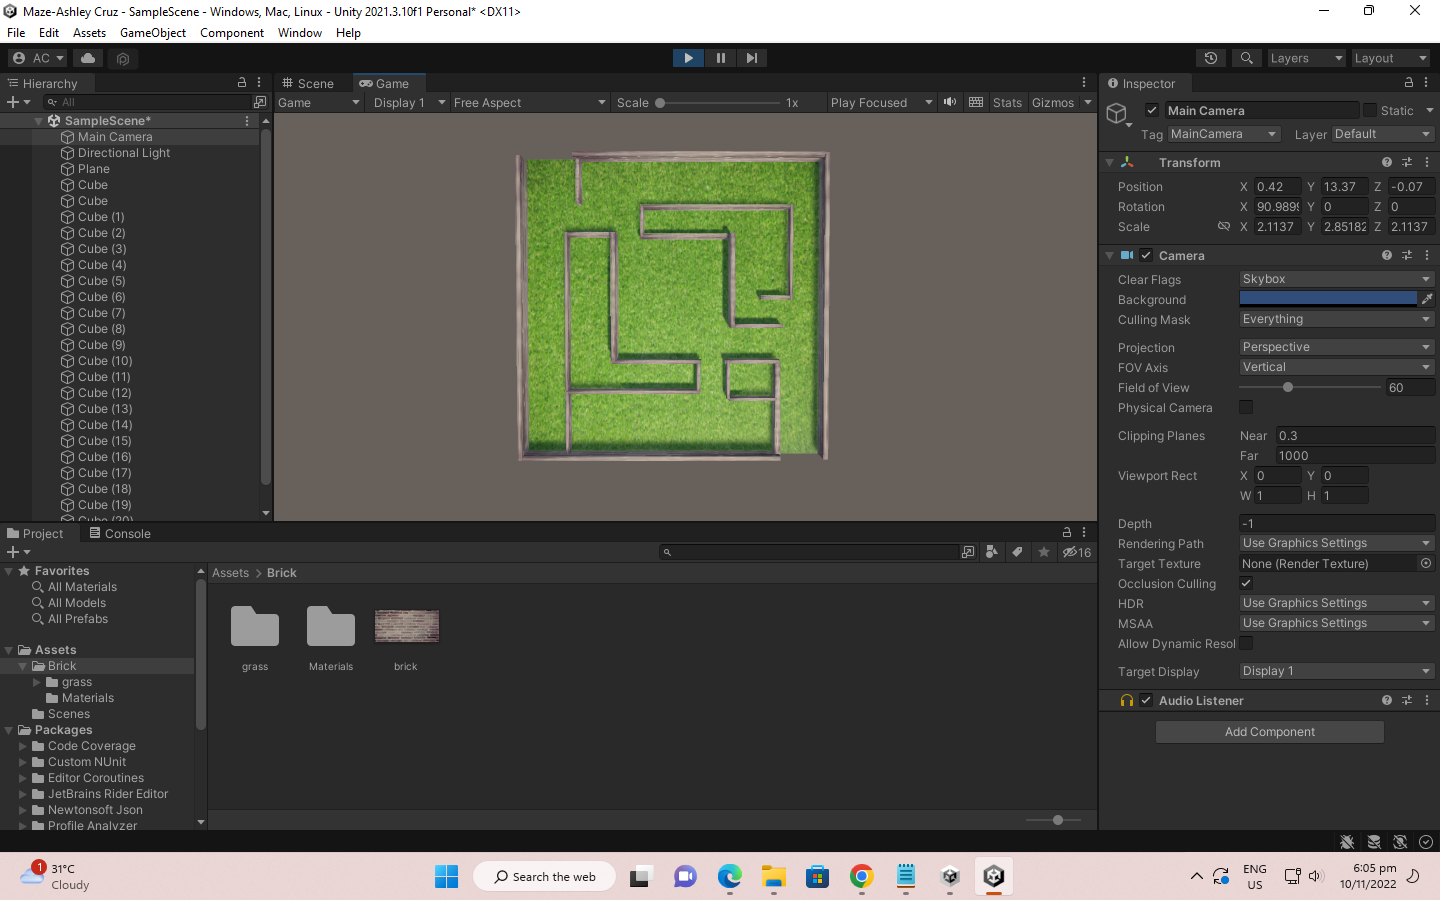 Maze-Ashley Cruz - SampleScene - Windows, Mac, Linux - Unity 2021.3.10f1 Personal* <DX11>
File Edit Assets GameObject Component Window Help
AC
Layers
Layout
Hierarchy
All
SampleScene*
Main Camera
Directional Light
Plane
Cube
Cube
Cube (1)
Cube (2)
Cube (3)
Cube (4)
Cube (5)
Cube (6)
Cube (7)
Cube (8)
Cube (9)
Cube (10)
Cube (11)
Cube (12)
Cube (13)
Cube (14)
Cube (15)
Cube (16)
Cube (17)
Cube (18)
Cube (19)
Cube (20)
Scene Game
Game Display 1 Free Aspect Scale 1x Play Focused Stats Gizmos
Inspector
Main Camera Static
Tag MainCamera Layer Default
Transform
Position X 0.42 Y 13.37 Z -0.07
Rotation X 90.989 Y 0 Z 0
Scale X 2.1137 Y 2.85182 Z 2.1137
Camera
Clear Flags Skybox
Background
Culling Mask Everything
Projection Perspective
FOV Axis Vertical
Field of View 60
Physical Camera
Clipping Planes Near 0.3
Far 1000
Viewport Rect X 0 Y 0
W 1 H 1
Depth -1
Rendering Path Use Graphics Settings
Target Texture None (Render Texture)
Occlusion Culling
HDR Use Graphics Settings
MSAA Use Graphics Settings
Allow Dynamic Resol
Target Display Display 1
Audio Listener
Add Component
Project Console
16
Favorites
All Materials
All Models
All Prefabs
Assets
Brick
grass
Materials
Scenes
Packages
Code Coverage
Custom NUnit
Editor Coroutines
JetBrains Rider Editor
Newtonsoft Json
Profile Analyzer
Assets > Brick
grass Materials brick
1
31°C
Cloudy
Search the web
ENG
US
6:05 pm
10/11/2022